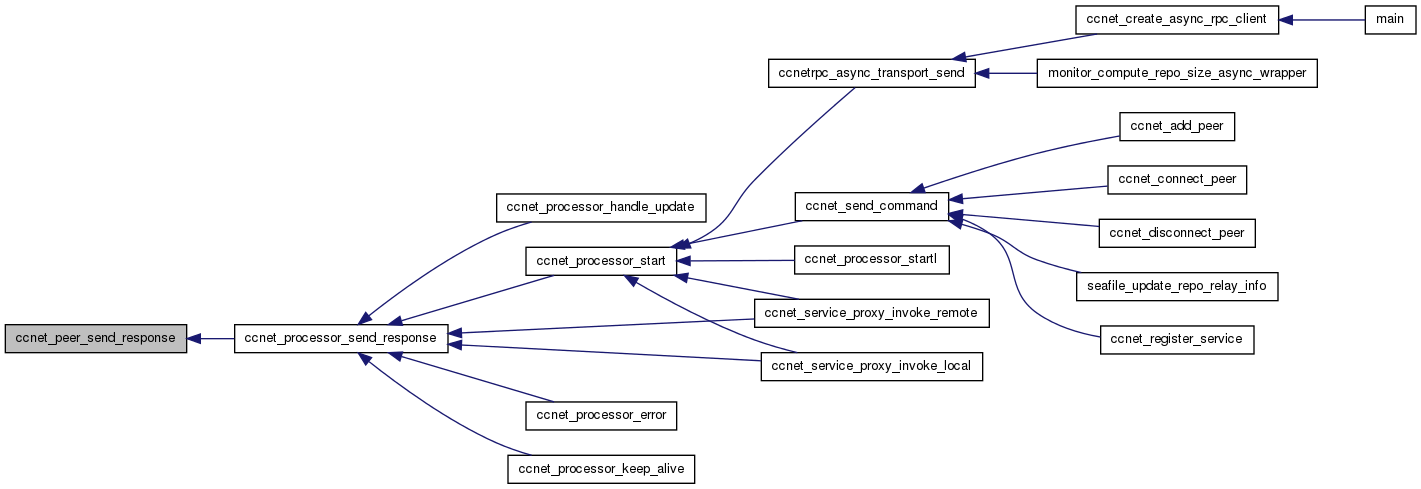 ccnet_create_async_rpc_client
main
ccnetrpc_async_transport_send
monitor_compute_repo_size_async_wrapper
ccnet_add_peer
ccnet_connect_peer
ccnet_processor_handle_update
ccnet_send_command
ccnet_disconnect_peer
ccnet_processor_start
ccnet_processor_startl
seafile_update_repo_relay_info
ccnet_service_proxy_invoke_remote
ccnet_peer_send_response
ccnet_processor_send_response
ccnet_register_service
ccnet_service_proxy_invoke_local
ccnet_processor_error
ccnet_processor_keep_alive